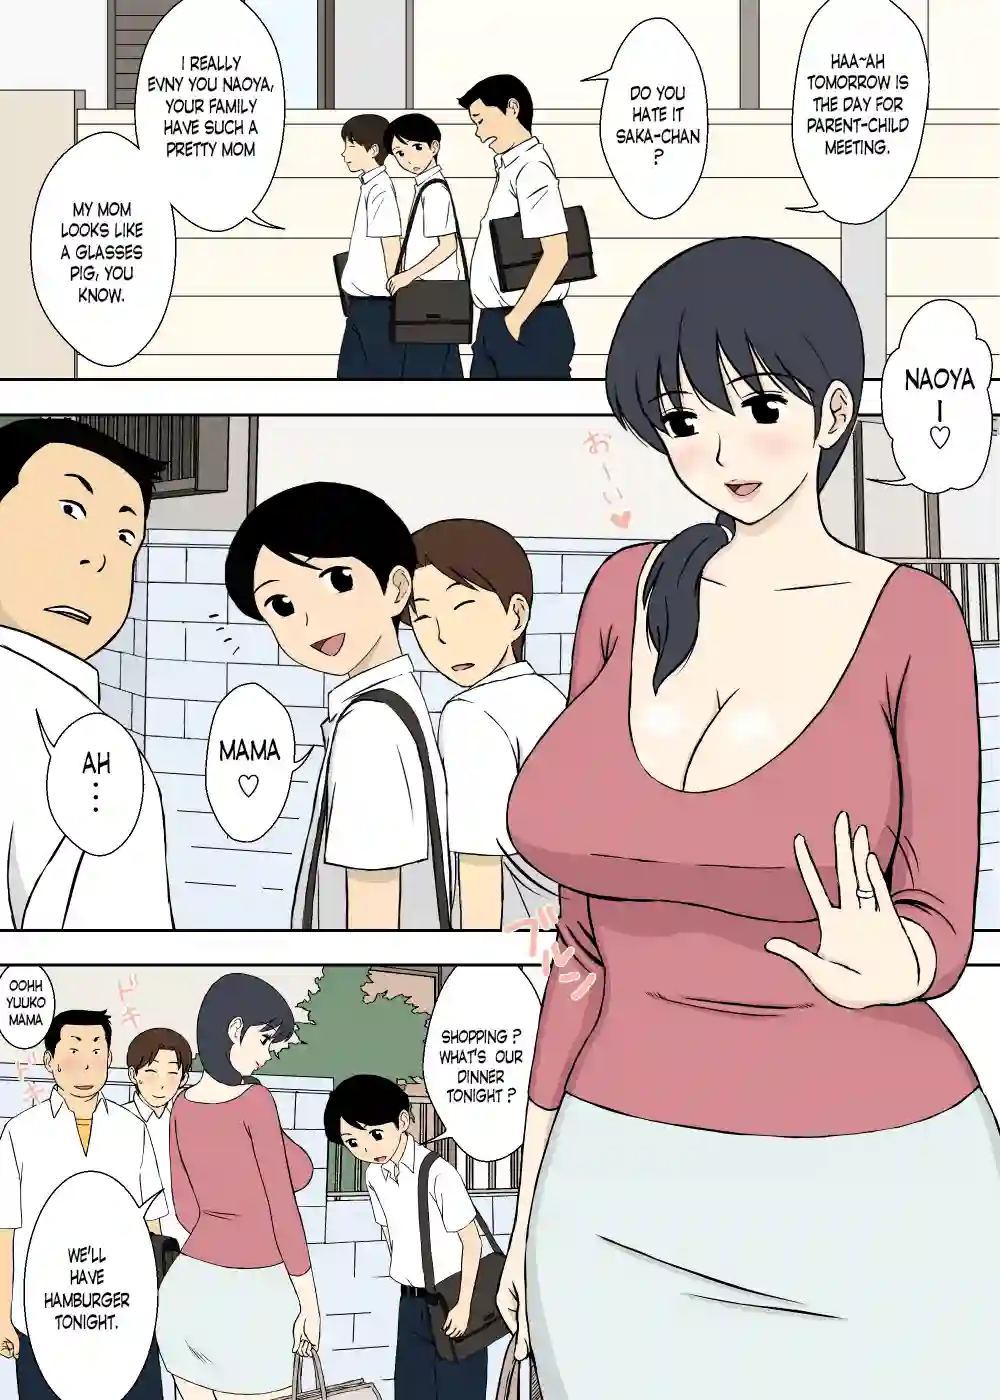 HAA~AH
TOMORROW IS
THE DAY FOR
PARENT-CHILD
MEETING.
DO YOU
HATE IT
SAKA-CHAN
?
I REALLY
EVNY YOU NAOYA,
YOUR FAMILY
HAVE SUCH A
PRETTY MOM
MY MOM
LOOKS LIKE
A GLASSES
PIG, YOU
KNOW.
NAOYA
I
♡
おーい♥
MAMA
♡
AH
...
ブルン
OOHH
YUUKO
MAMA
ドキ
ドキ
SHOPPING ?
WHAT'S OUR
DINNER
TONIGHT ?
WE'LL
HAVE
HAMBURGER
TONIGHT.